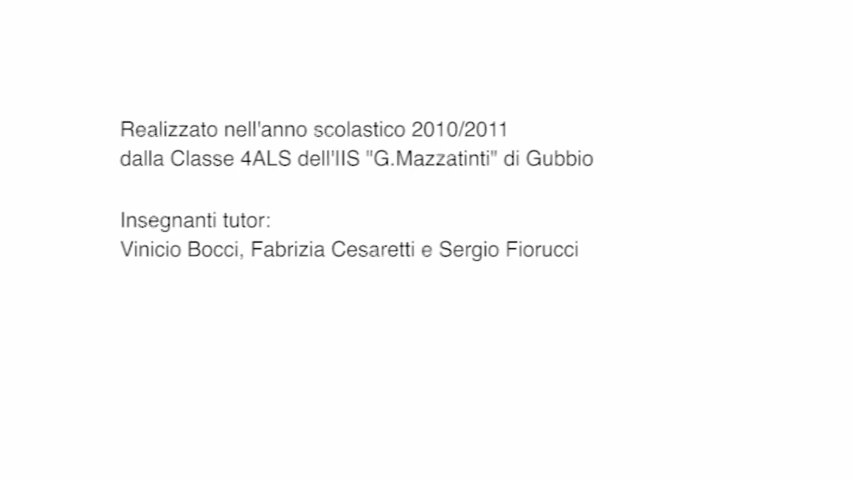 Realizzato nell'anno scolastico 2010/2011
dalla Classe 4ALS dell'IIS "G.Mazzatinti" di Gubbio
Insegnanti tutor:
Vinicio Bocci, Fabrizia Cesaretti e Sergio Fiorucci